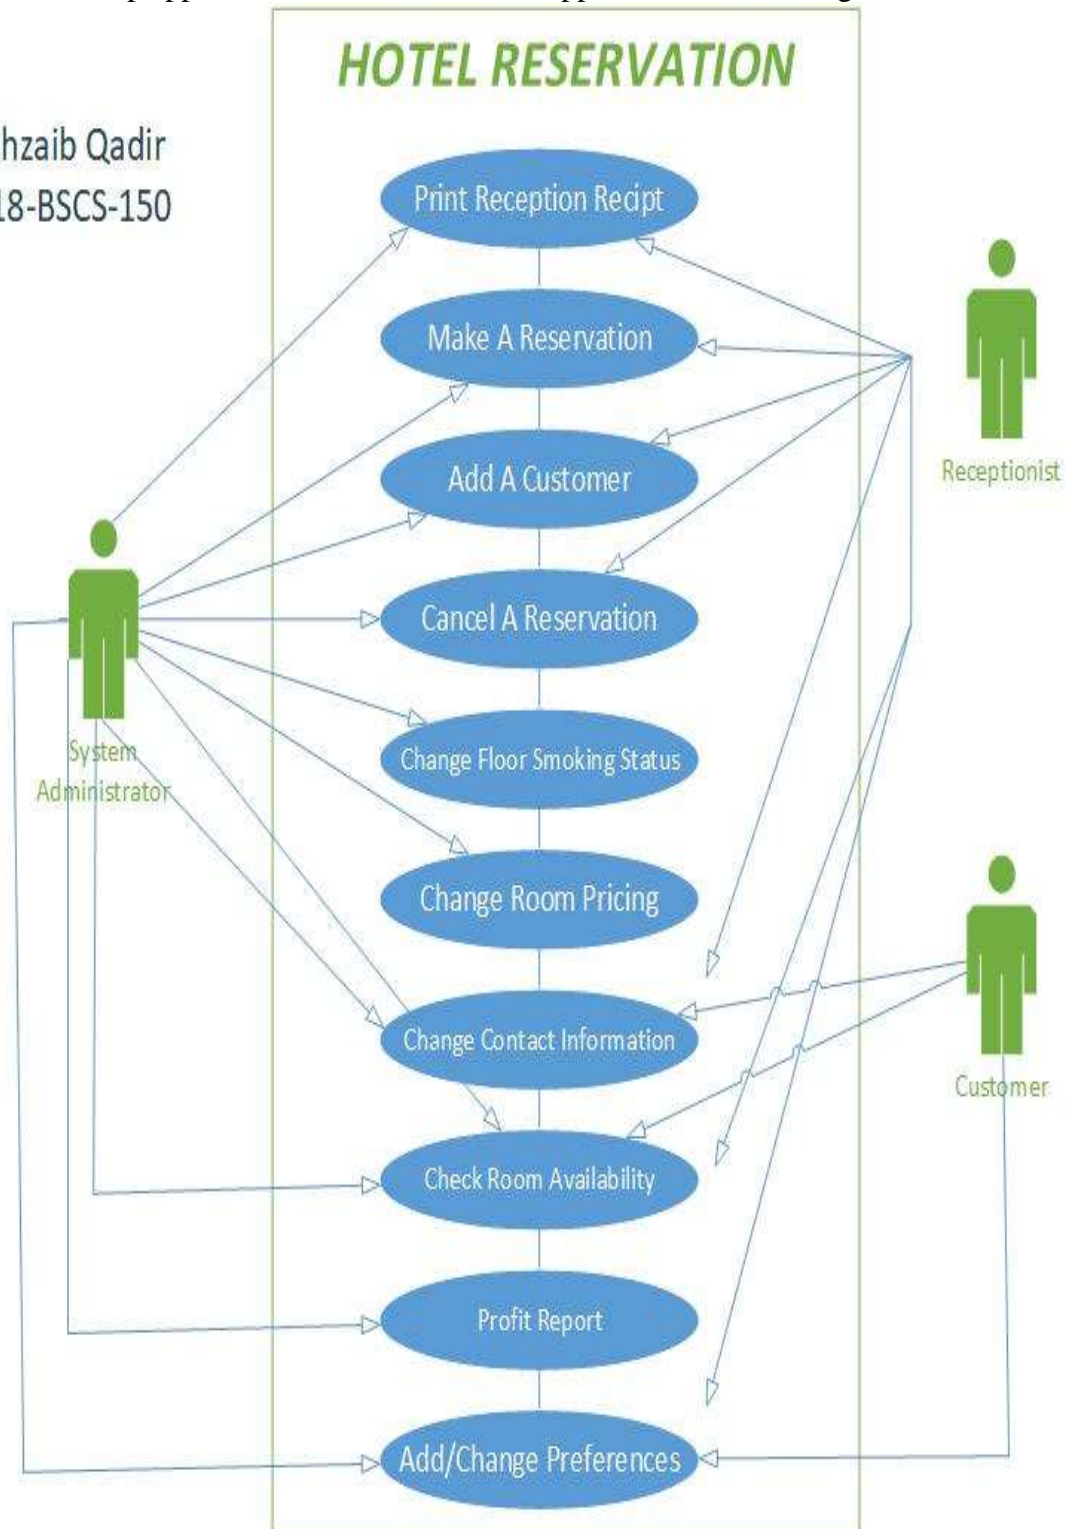 HOTEL RESERVATION
hzaib Qadir
18-BSCS-150
Print Reception Recipt
Make A Reservation
Add A Customer
Receptionist
Cancel A Reservation
System
Administrator
Change Floor Smoking Status
Change Room Pricing
Change Contact Information
Customer
Check Room Availability
Profit Report
Add/Change Preferences